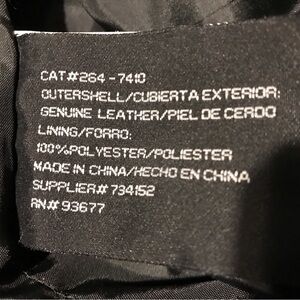 CAT# 264-7410
OUTERSHELL/CUBIERTA EXTERIOR:
GENUINE LEATHER/PIEL DE CERDO
LINING/FORRO:
100%POLYESTER/POLIESTER
MADE IN CHINA/HECHO EN CHINA
SUPPLIER# 734152
RN# 93677